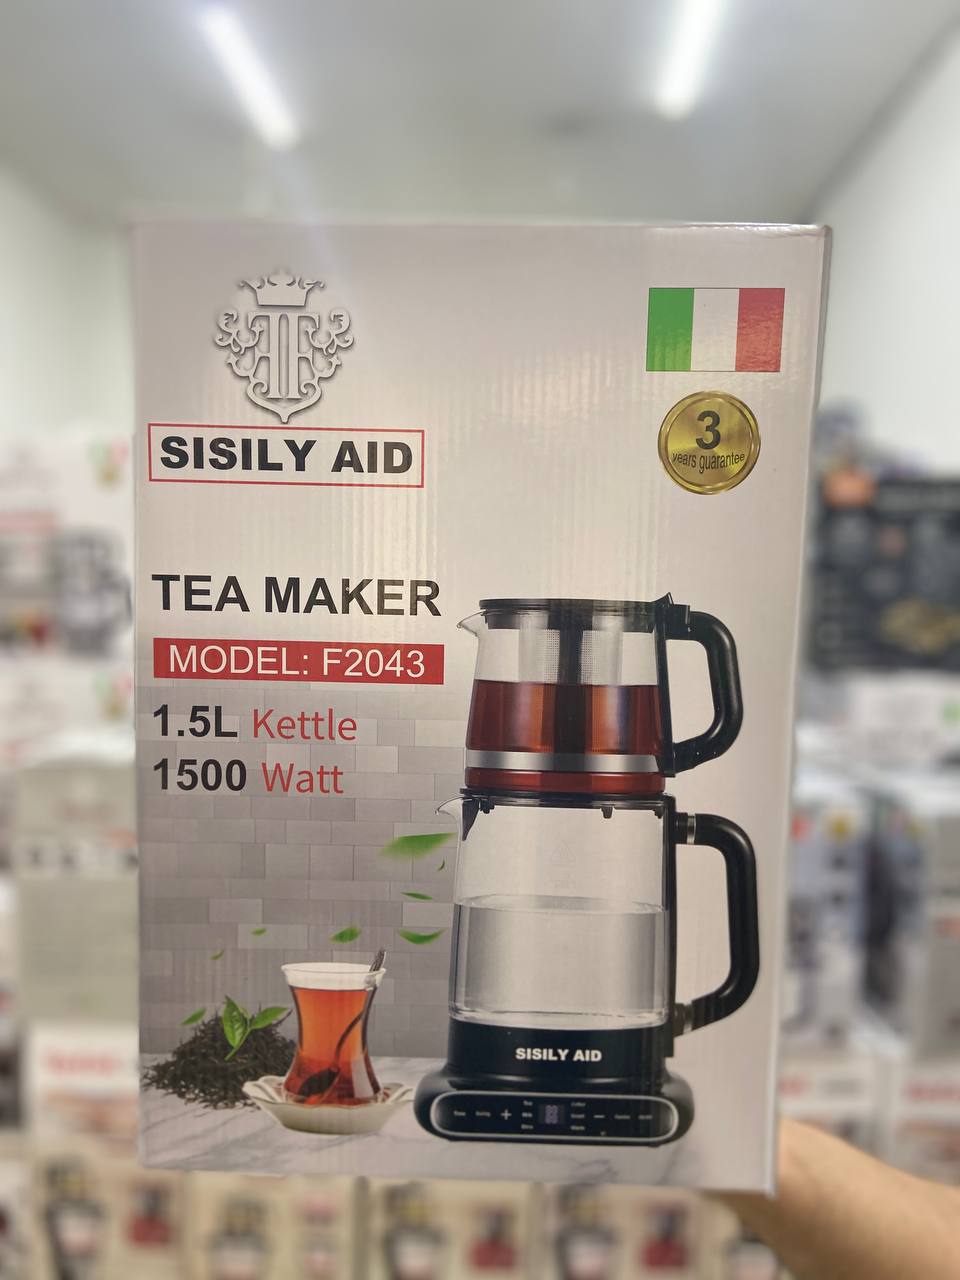 SISILY AID
3
years guarantee
TEA MAKER
MODEL: F2043
1.5L Kettle
1500 Watt
SISILY AID